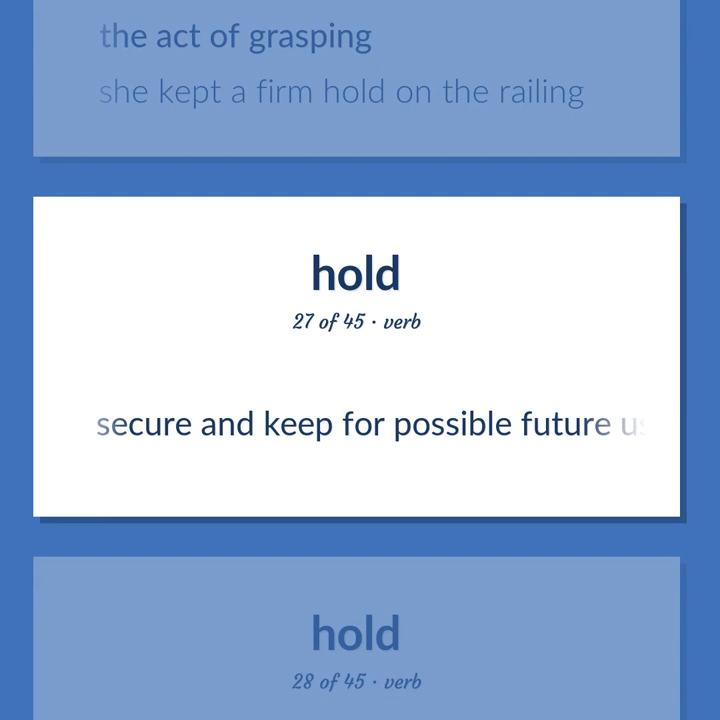 the act of grasping
she kept a firm hold on the railing
hold
27 of 45 · verb
secure and keep for possible future
hold
28 of 45 · verb